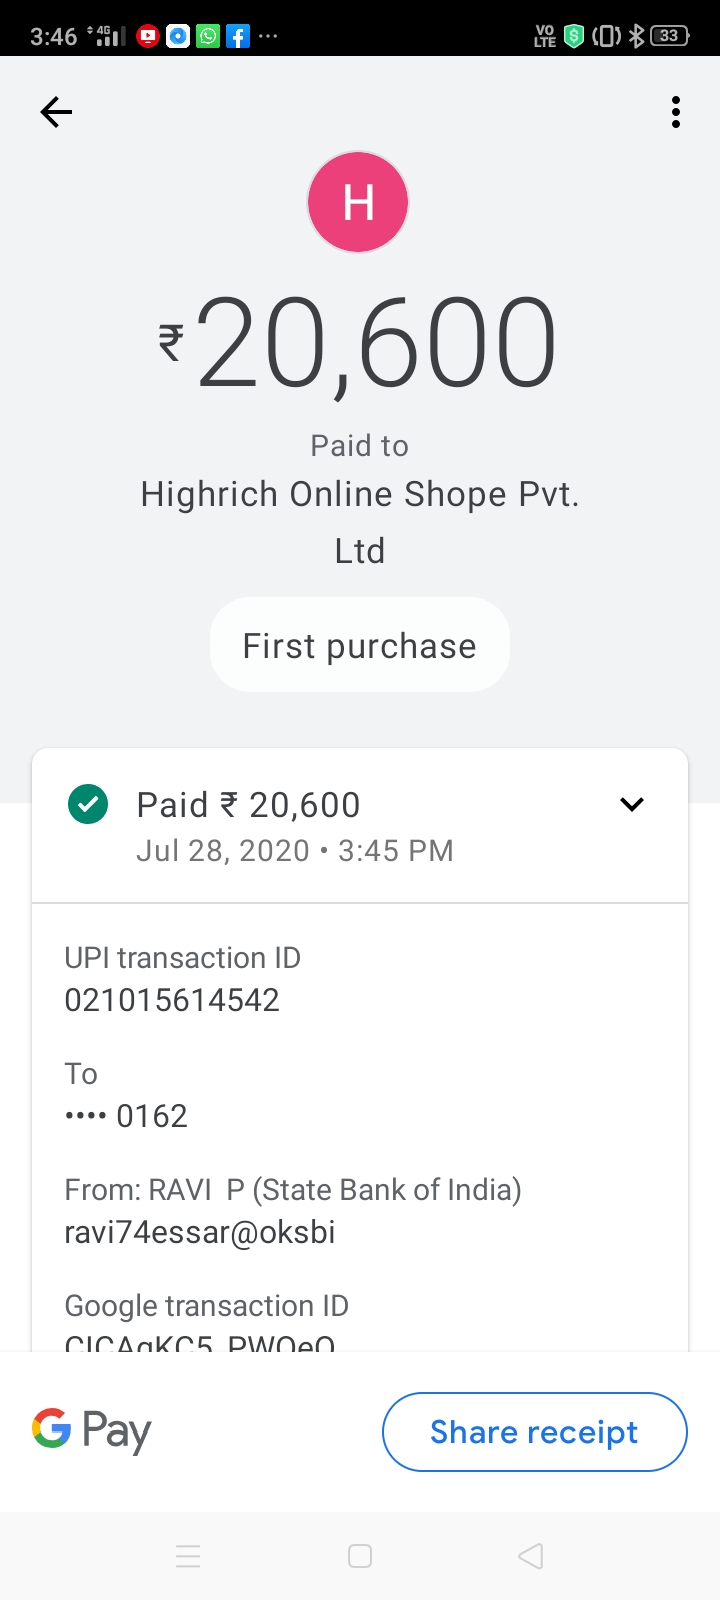 3:46 4G VO LTE 33
H
₹20,600
Paid to
Highrich Online Shope Pvt.
Ltd
First purchase
Paid ₹ 20,600
Jul 28, 2020 • 3:45 PM
UPI transaction ID
021015614542
To
•••• 0162
From: RAVI  P (State Bank of India)
ravi74essar@oksbi
Google transaction ID
G Pay
Share receipt